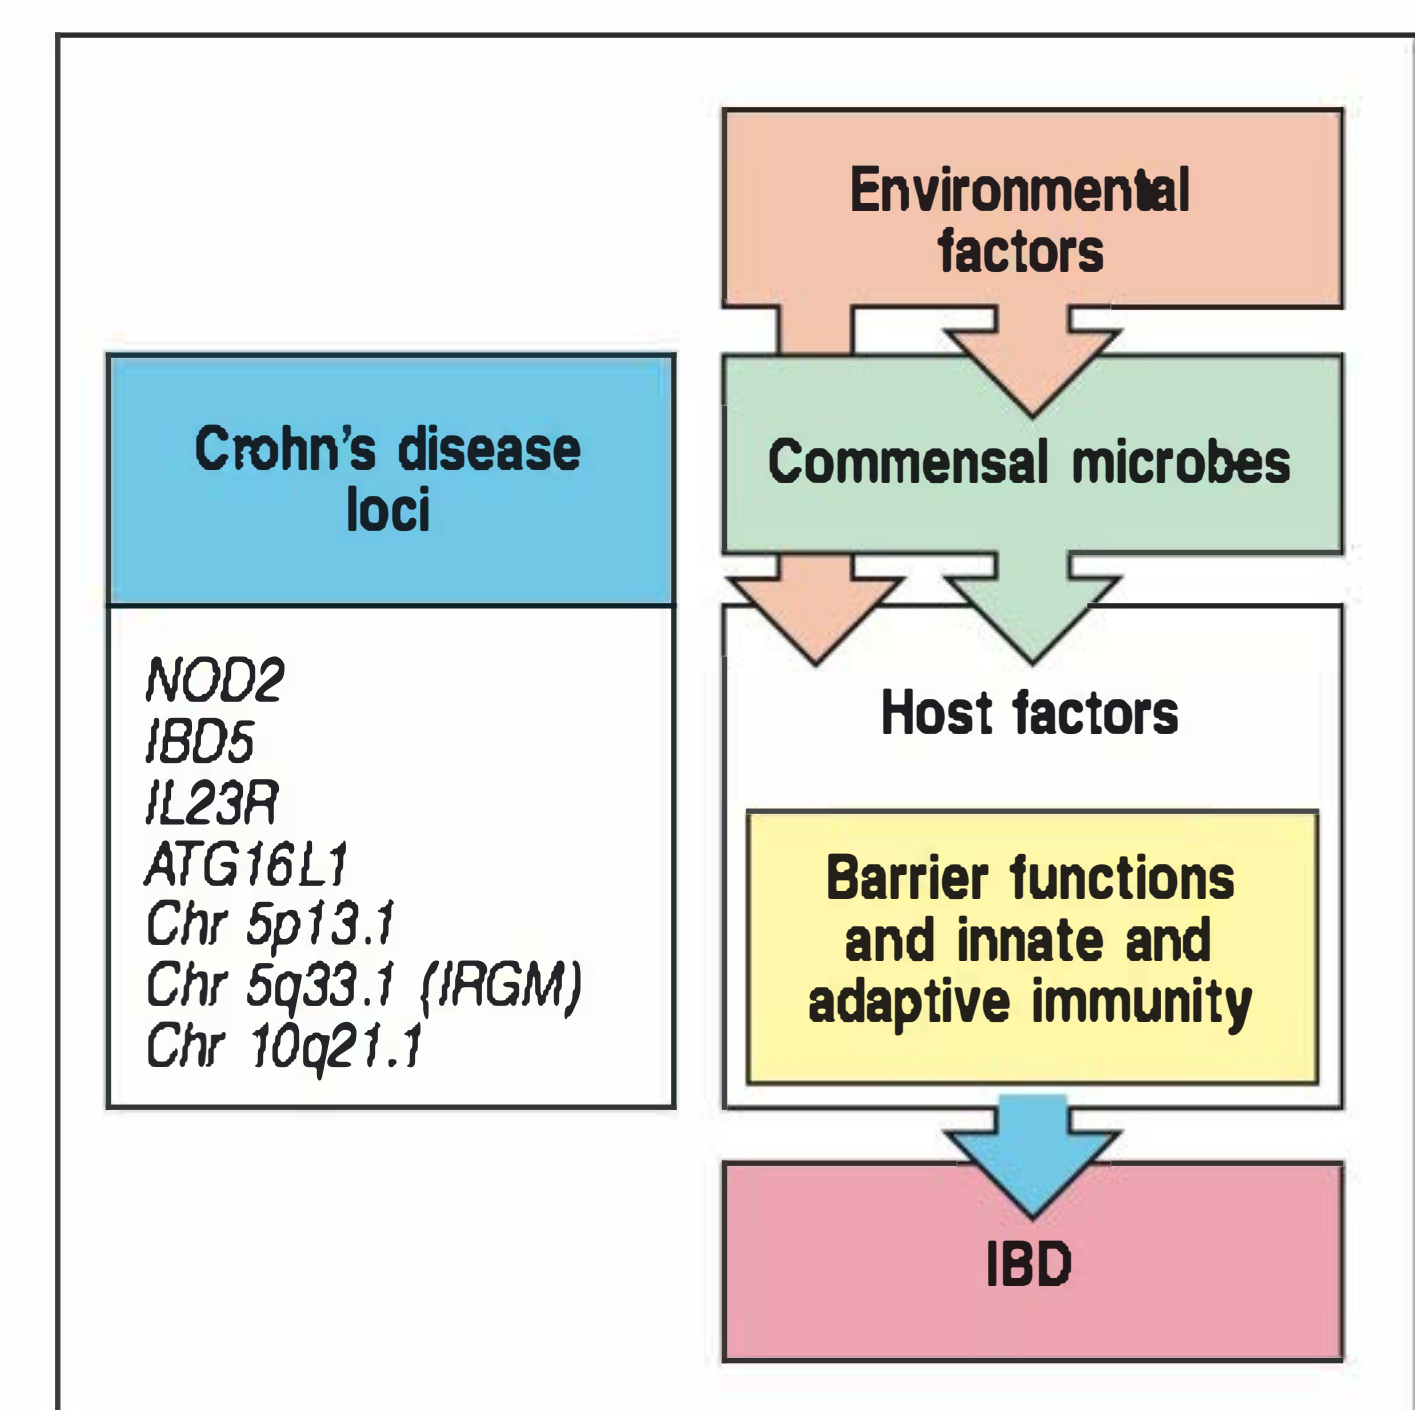 Environmental
factors
Crohn's disease
loci
NOD2
IBD5
IL23R
ATG16L1
Chr 5p13.1
Chr 5q33.1 (IRGM)
Chr 10q21.1
Commensal microbes
Host factors
Barrier functions
and innate and
adaptive immunity
IBD